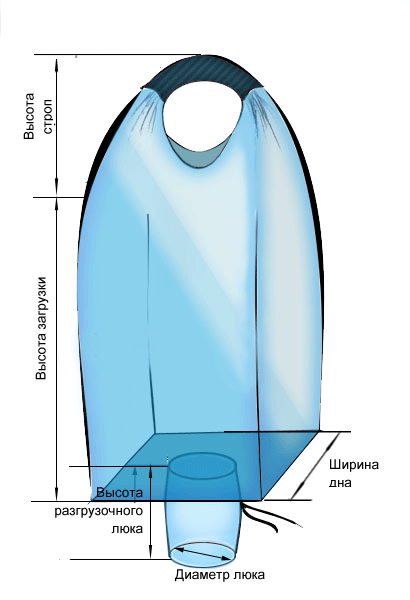 Высота
строп
Высота загрузки
Ширина
дна
Высота
разгрузочного
люка
Диаметр люка